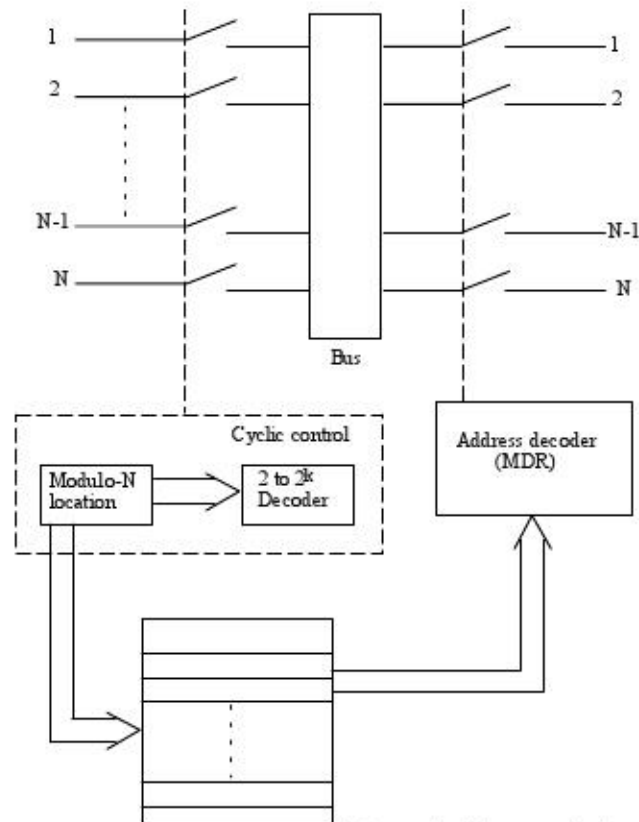 1
1
2
2
N-1
N-1
N
N
Bus
Cyclic control
Modulo-N
location
2 to 2k
Decoder
Address decoder
(MDR)